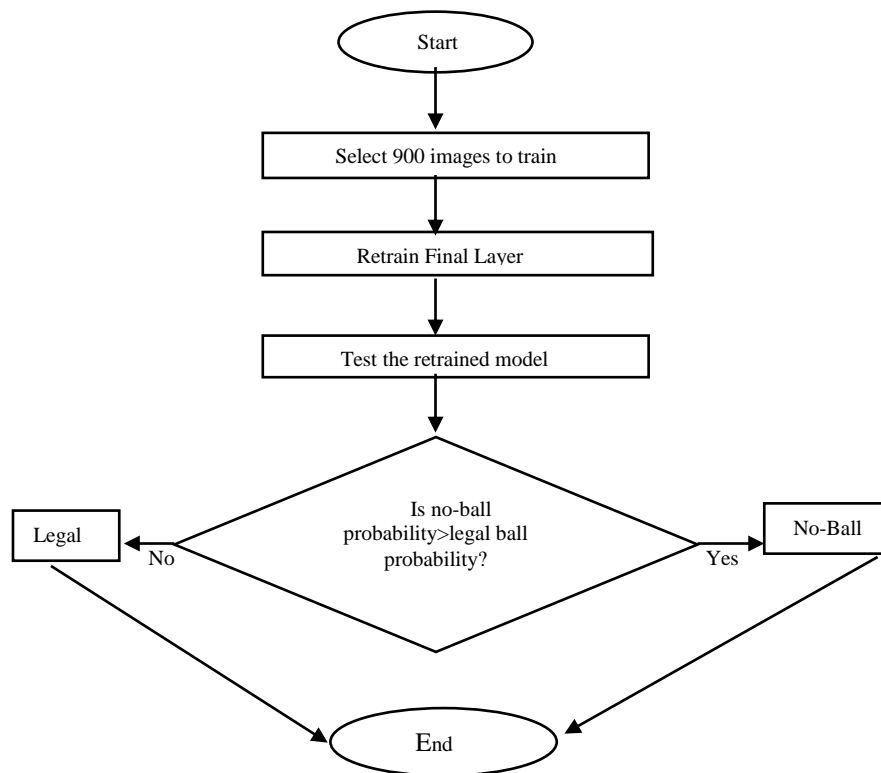 Start
Select 900 images to train
Retrain Final Layer
Test the retrained model
Is no-ball
probability>legal ball
probability?
Legal
No
Yes
No-Ball
End